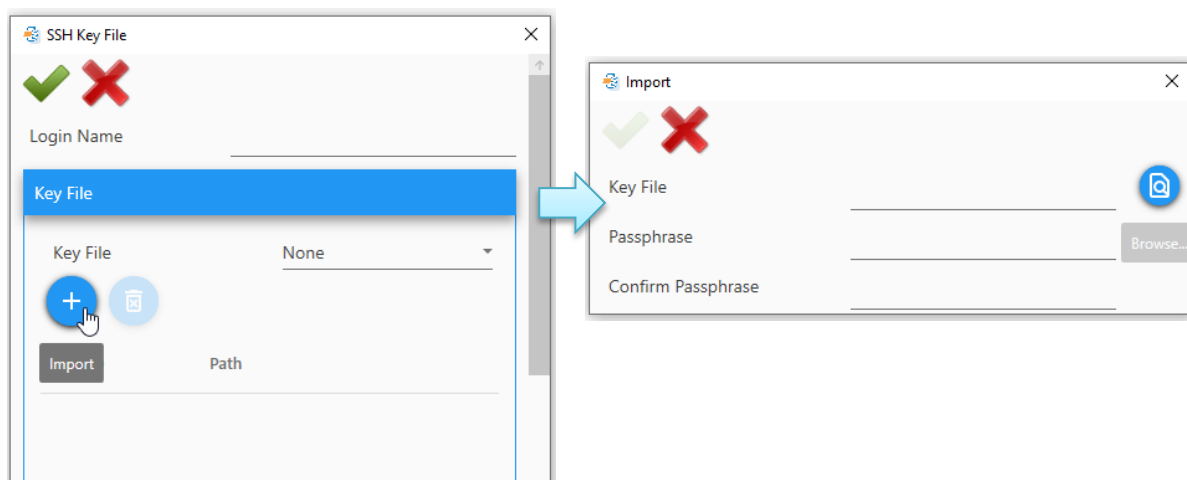 SSH Key File
Login Name
Key File
Key File
None
Import
Path
Import
Key File
Passphrase
Browse...
Confirm Passphrase